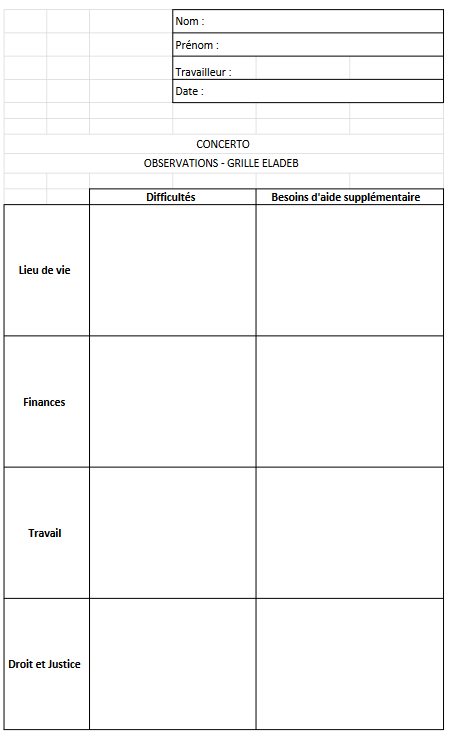 Nom :
Prénom :
Travailleur :
Date :
CONCERTO
OBSERVATIONS - GRILLE ELADEB
Difficultés Besoins d'aide supplémentaire
Lieu de vie
Finances
Travail
Droit et Justice